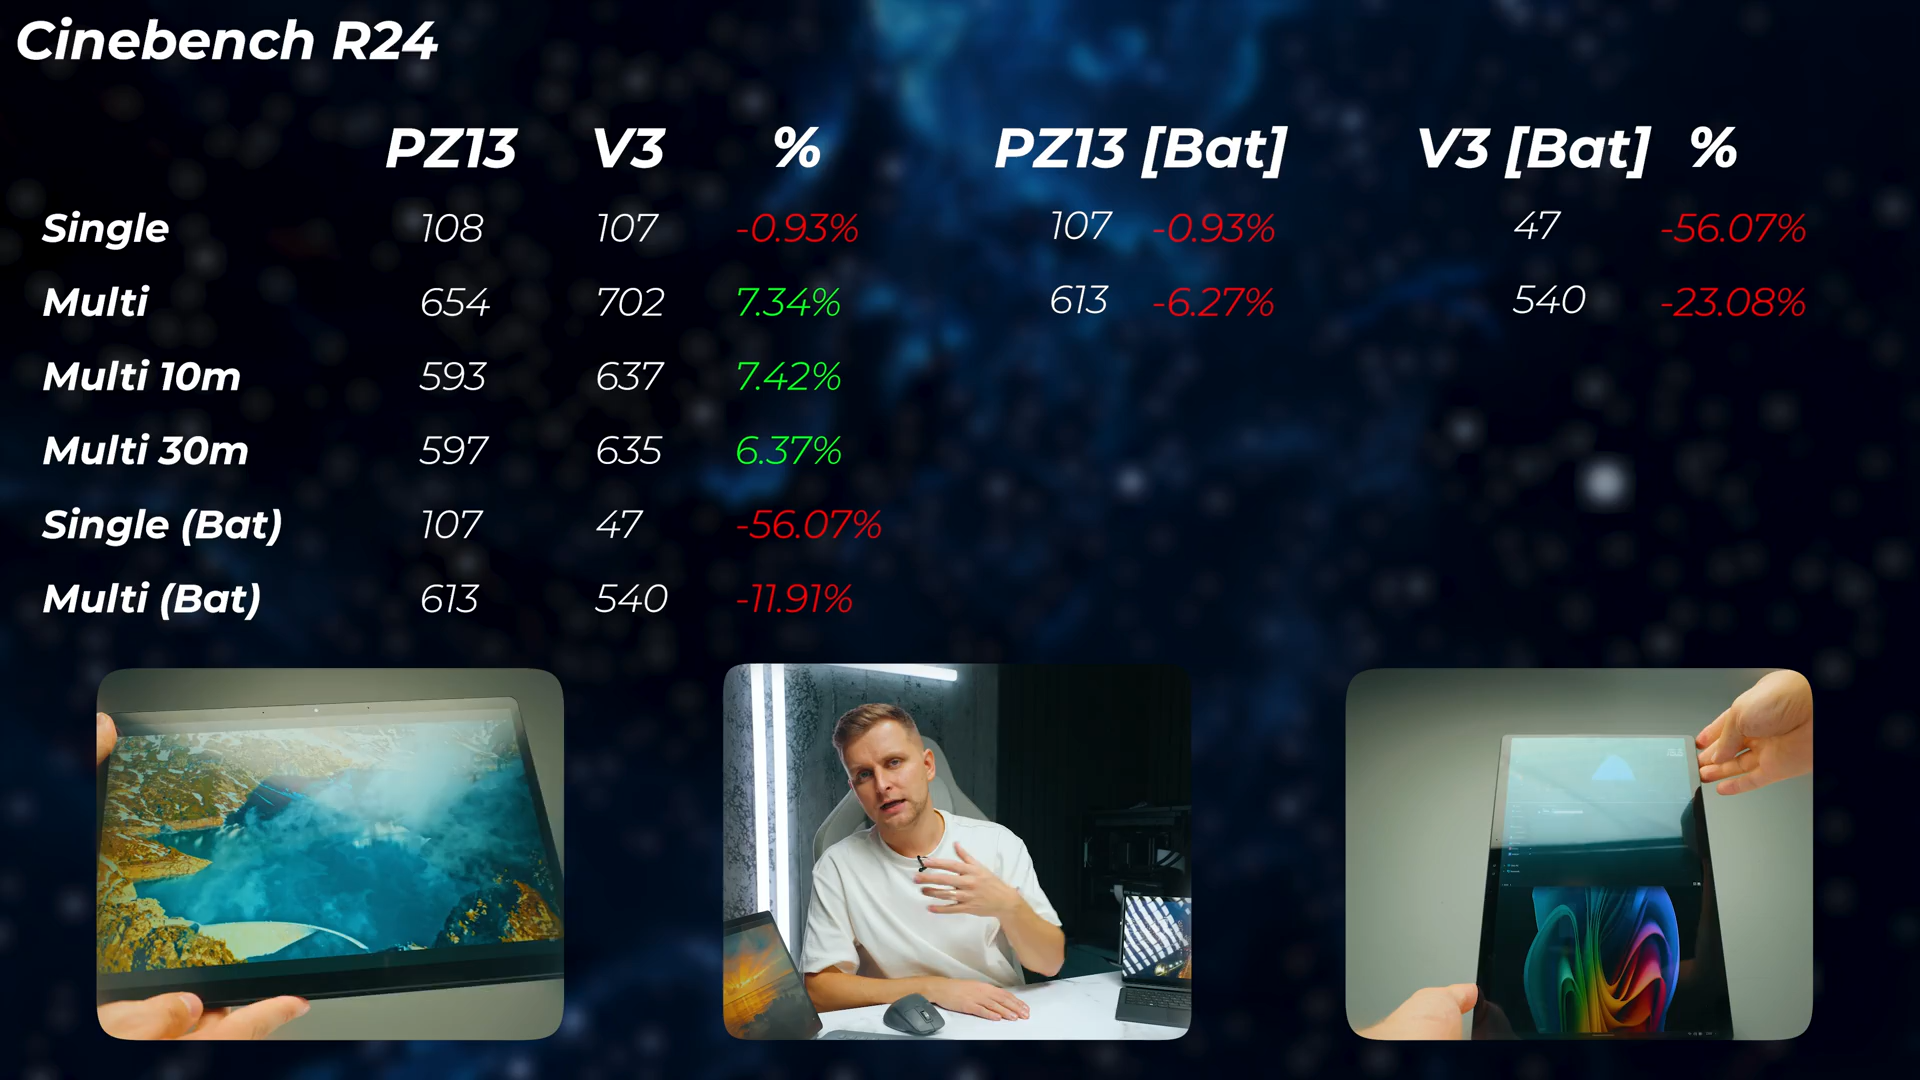 Cinebench R24
PZ13 V3 % PZ13 [Bat] V3 [Bat] %
Single 108 107 -0.93% 107 -0.93% 47 -56.07%
Multi 654 702 7.34% 613 -6.27% 540 -23.08%
Multi 10m 593 637 7.42%
Multi 30m 597 635 6.37%
Single (Bat) 107 47 -56.07%
Multi (Bat) 613 540 -11.91%